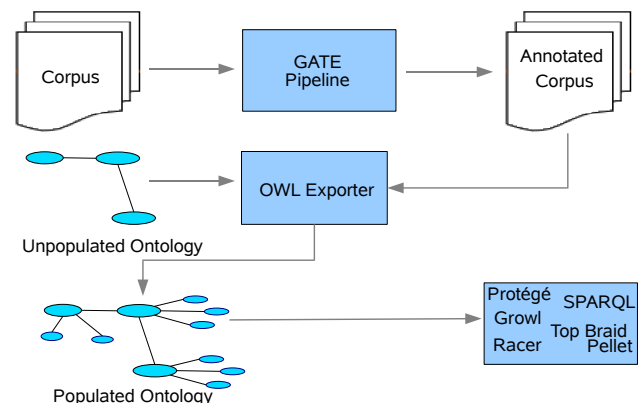 Corpus
GATE
Pipeline
Annotated
Corpus
OWL Exporter
Unpopulated Ontology
Protégé SPARQL
Growl
Top Braid
Racer Pellet
Populated Ontology